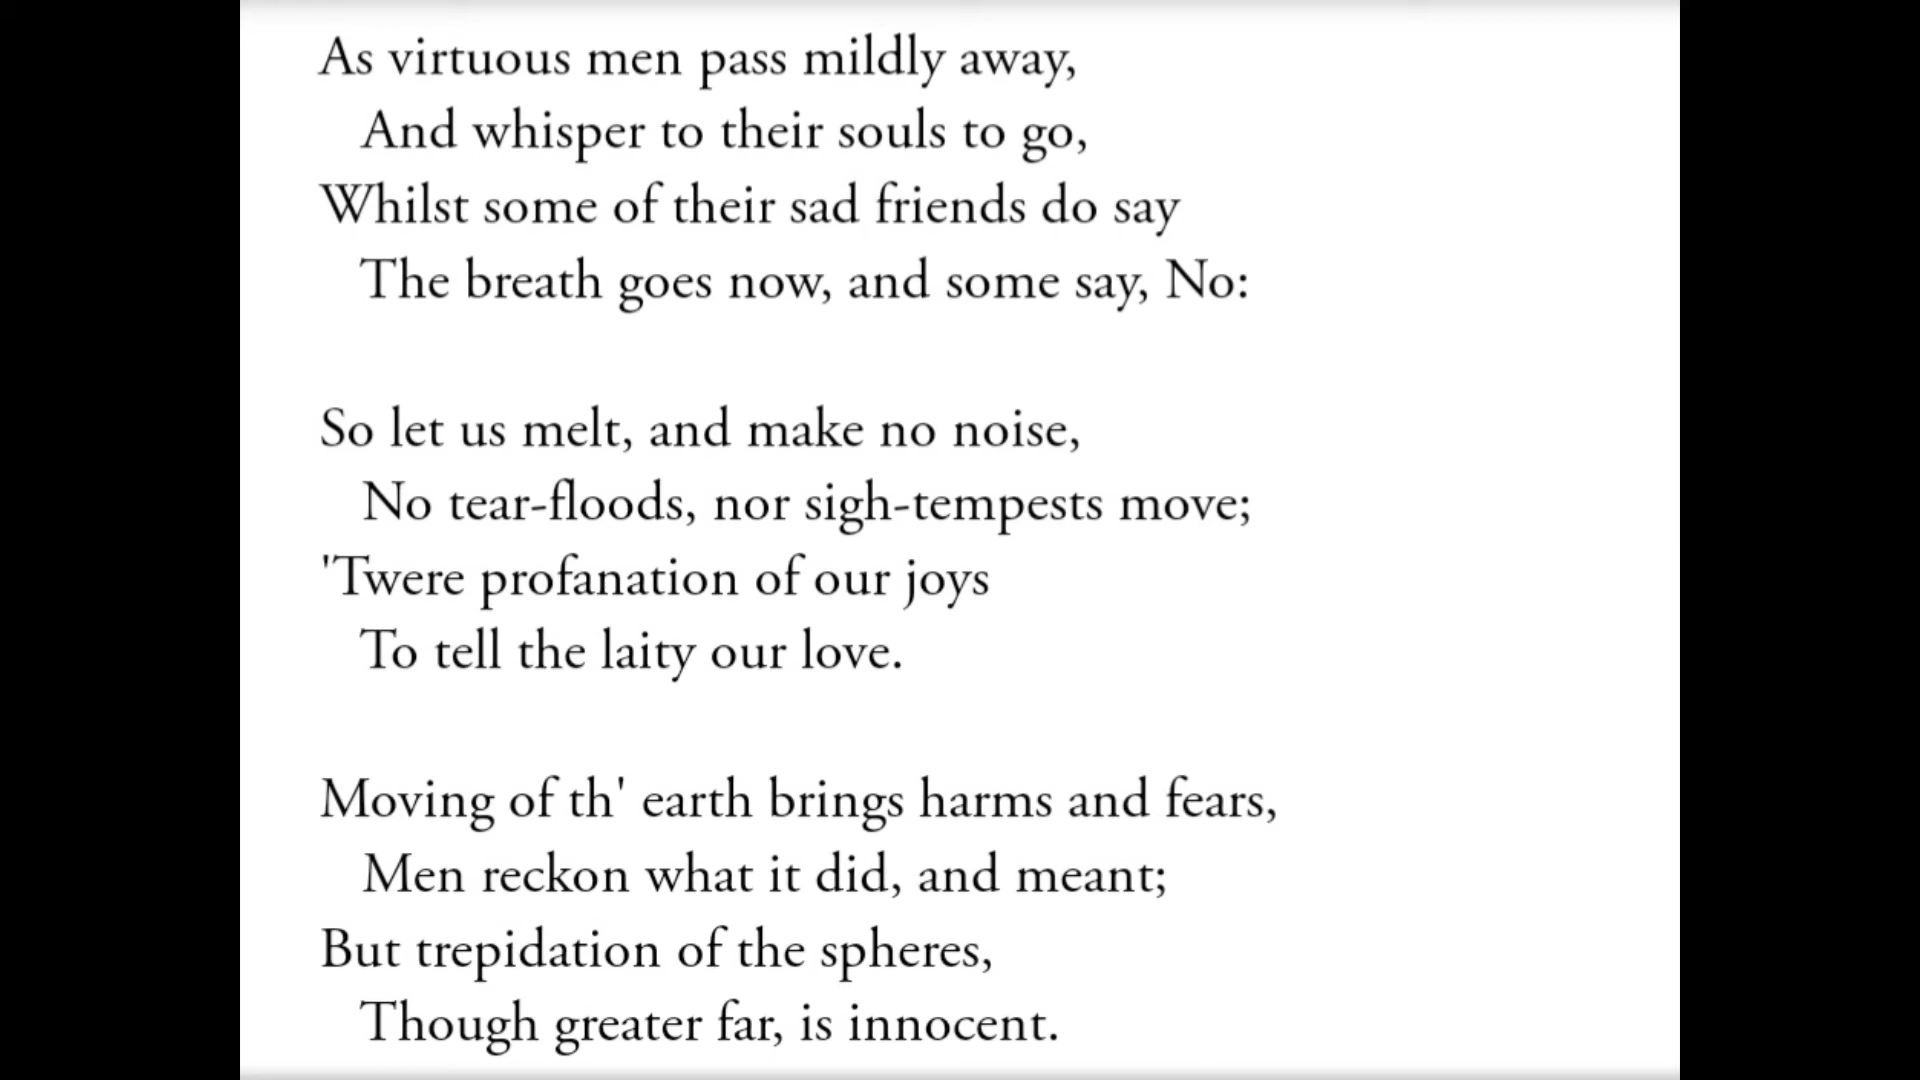 As virtuous men pass mildly away,
And whisper to their souls to go,
Whilst some of their sad friends do say
The breath goes now, and some say, No:
So let us melt, and make no noise,
No tear-floods, nor sigh-tempests move;
'Twere profanation of our joys
To tell the laity our love.
Moving of th' earth brings harms and fears,
Men reckon what it did, and meant;
But trepidation of the spheres,
Though greater far, is innocent.